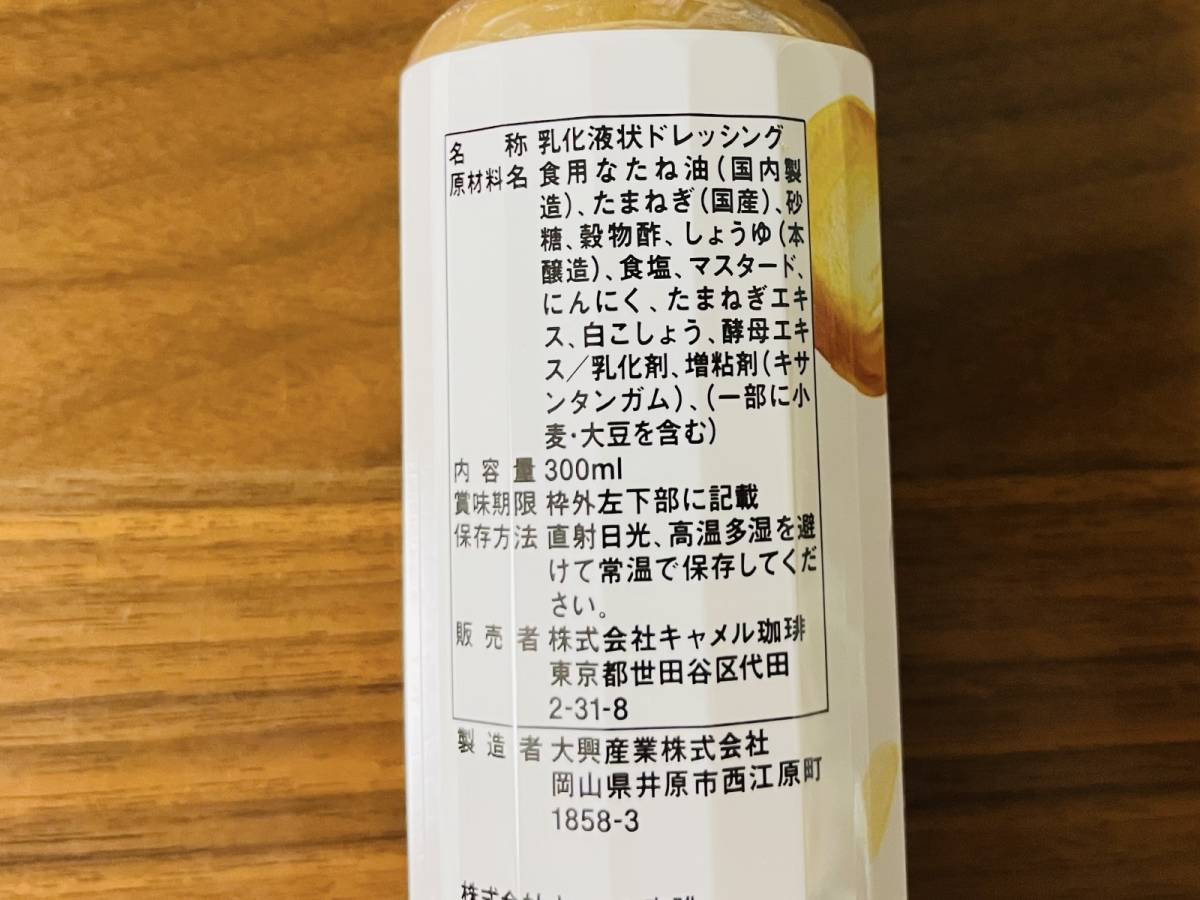 名称 乳化液状ドレッシング
原材料名 食用なたね油(国内製
造)、たまねぎ(国産)、砂
糖、穀物酢、しょうゆ(本
醸造)、食塩、マスタード、
にんにく、たまねぎエキ
ス、白こしょう、酵母エキ
ス/乳化剤、増粘剤(キサ
ンタンガム)、(一部に小
麦・大豆を含む)
内容量 300ml
賞味期限 枠外左下部に記載
保存方法 直射日光、高温多湿を避
けて常温で保存してくだ
さい。
販売者 株式会社キャメル珈琲
東京都世田谷区代田
2-31-8
製造者 大興産業株式会社
岡山県井原市西江原町
1858-3
株式会社